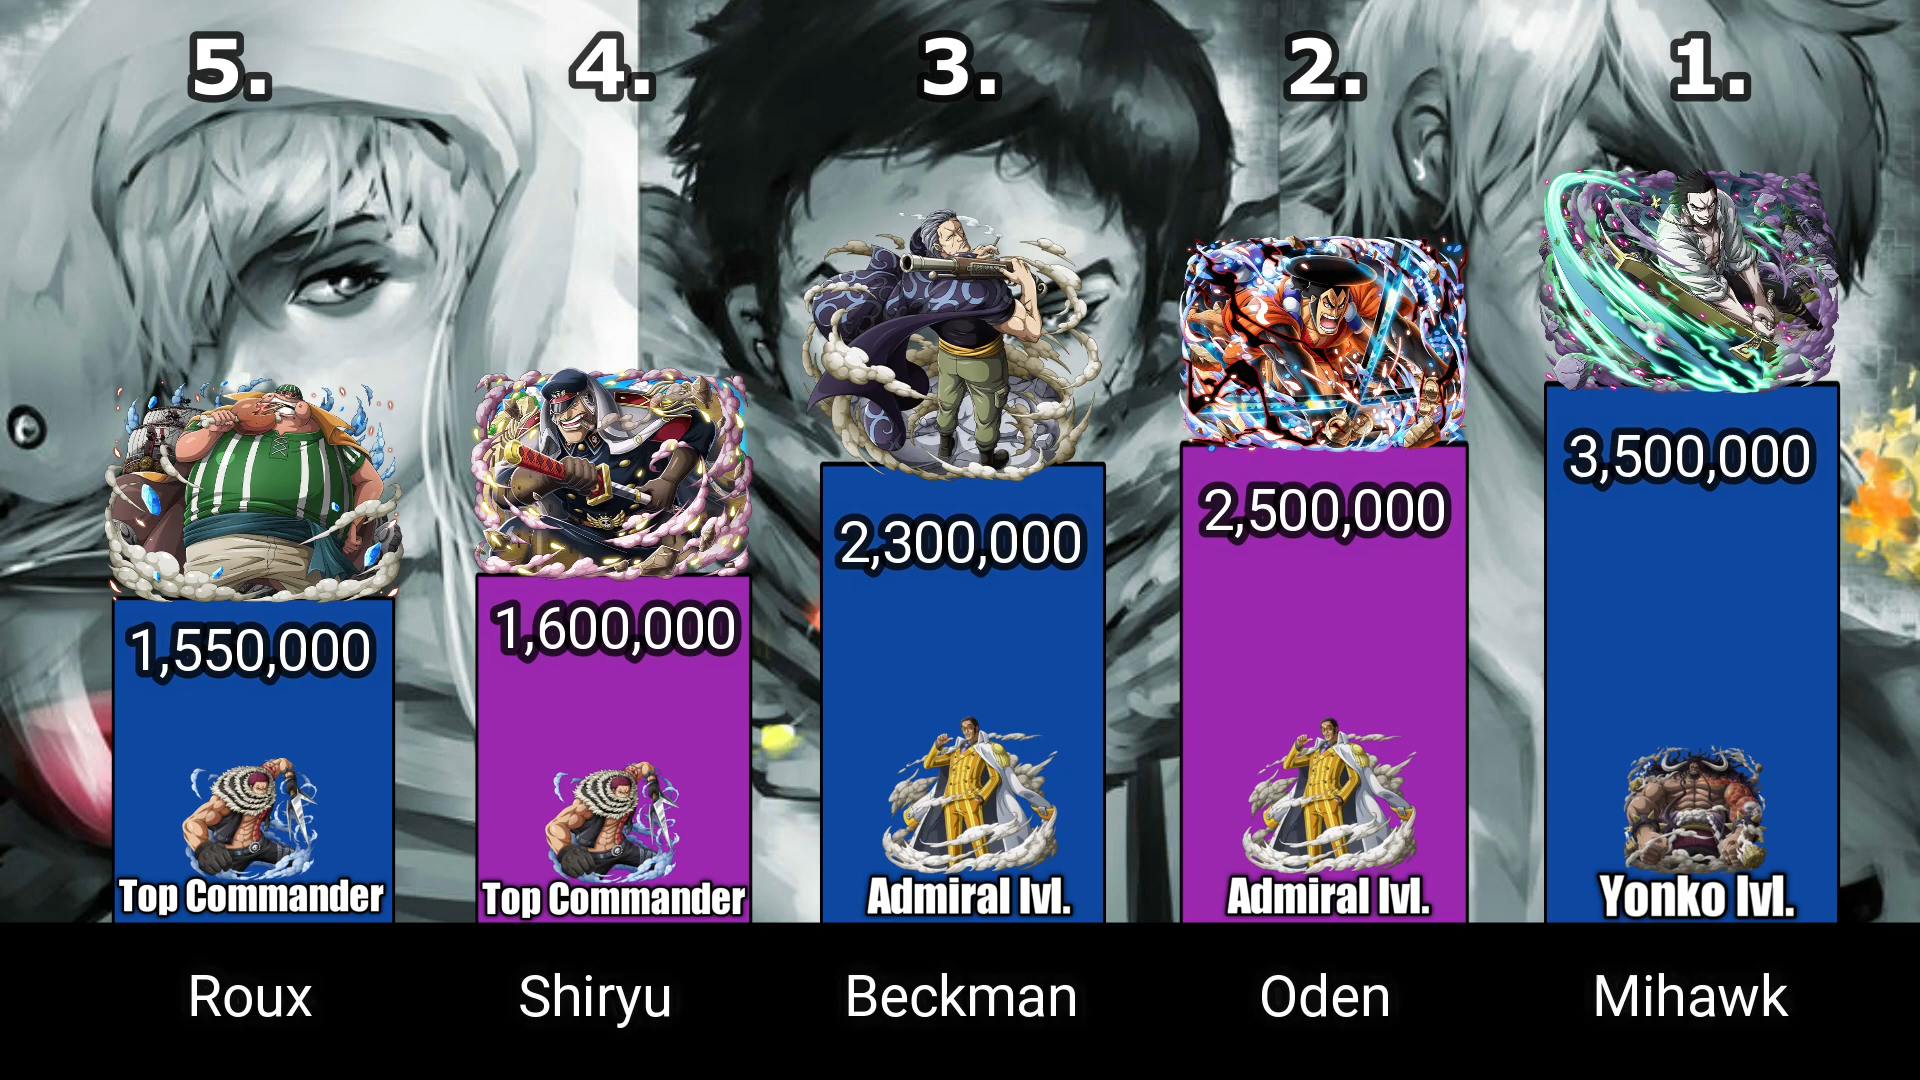 5.
4.
3.
2.
1.
1,550,000
1,600,000
2,300,000
2,500,000
3,500,000
Top Commander
Top Commander
Admiral lvl.
Admiral lvl.
Yonko lvl.
Roux
Shiryu
Beckman
Oden
Mihawk